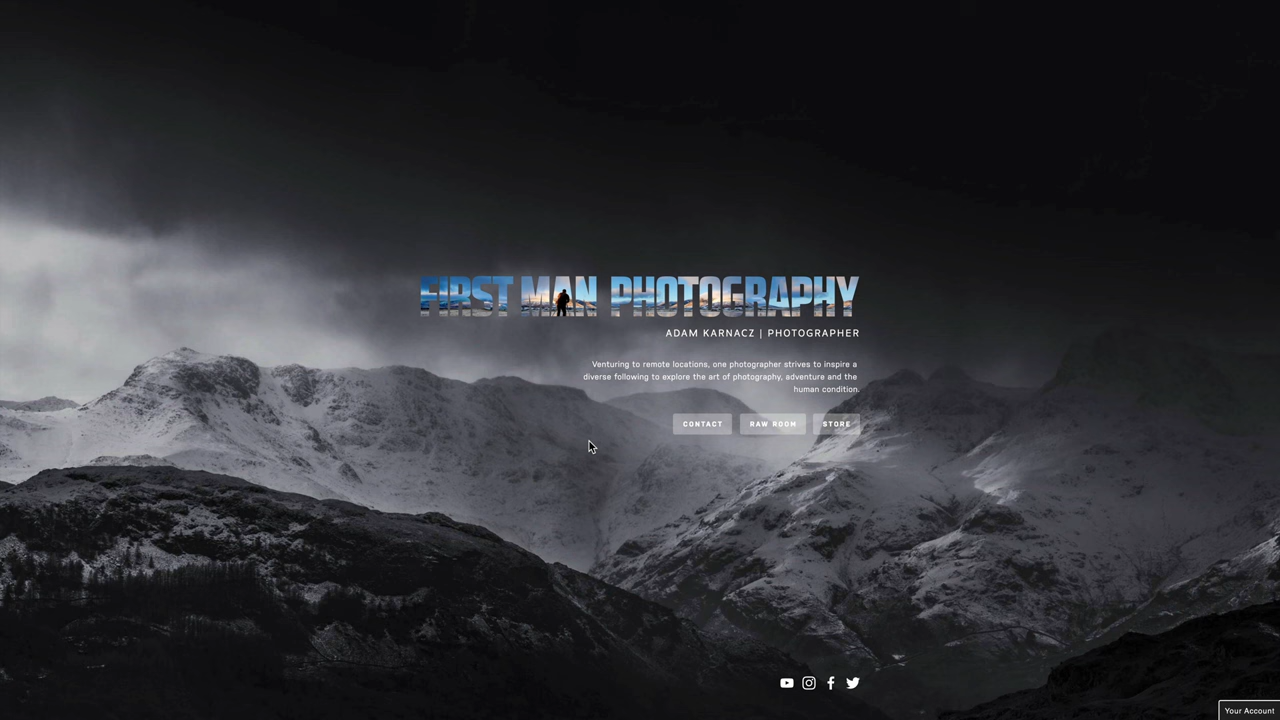 FIRST MAN PHOTOGRAPHY
ADAM KARNACZ | PHOTOGRAPHER
Venturing to remote locations, one photographer strives to inspire a
diverse following to explore the art of photography, adventure and the
human condition.
CONTACT RAW ROOM STORE
Your Account